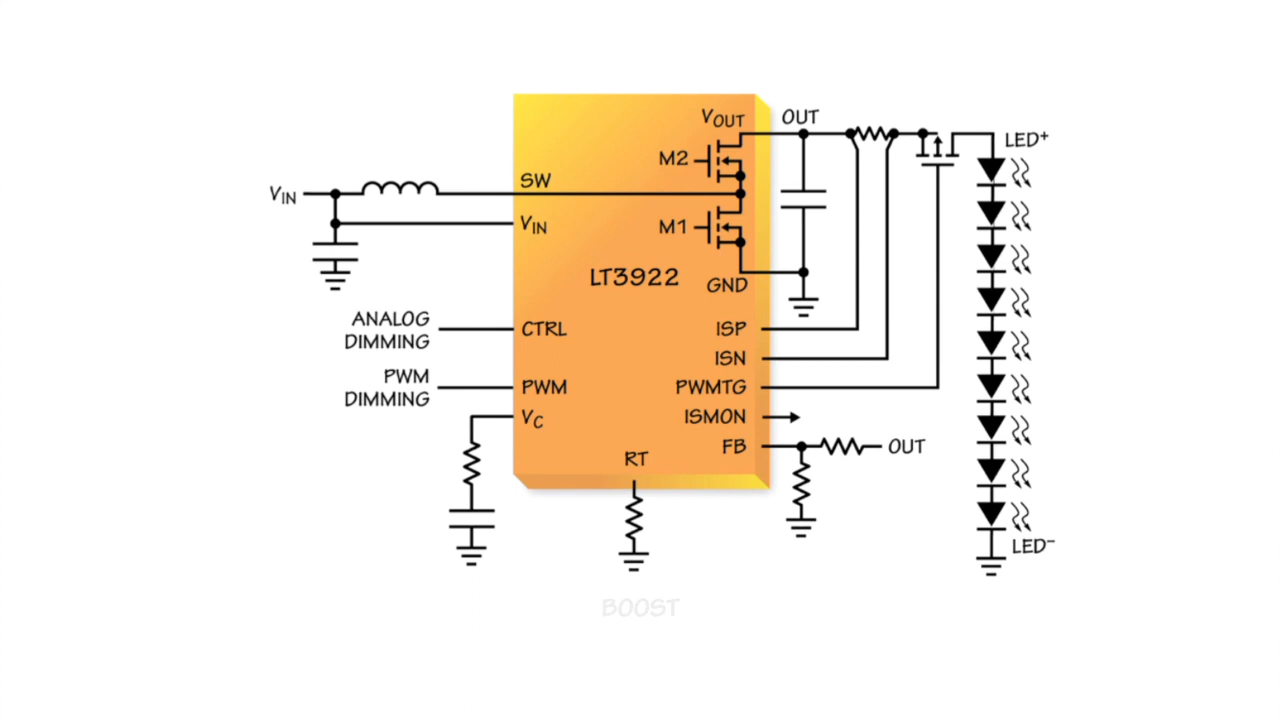 VOUT
OUT
LED+
M2
SW
VIN
VIN
M1
LT3922
GND
ANALOG
DIMMING
CTRL
ISP
ISN
PWM
DIMMING
PWM
PWMTG
VC
ISMON
FB
OUT
RT
LED−
BOOST